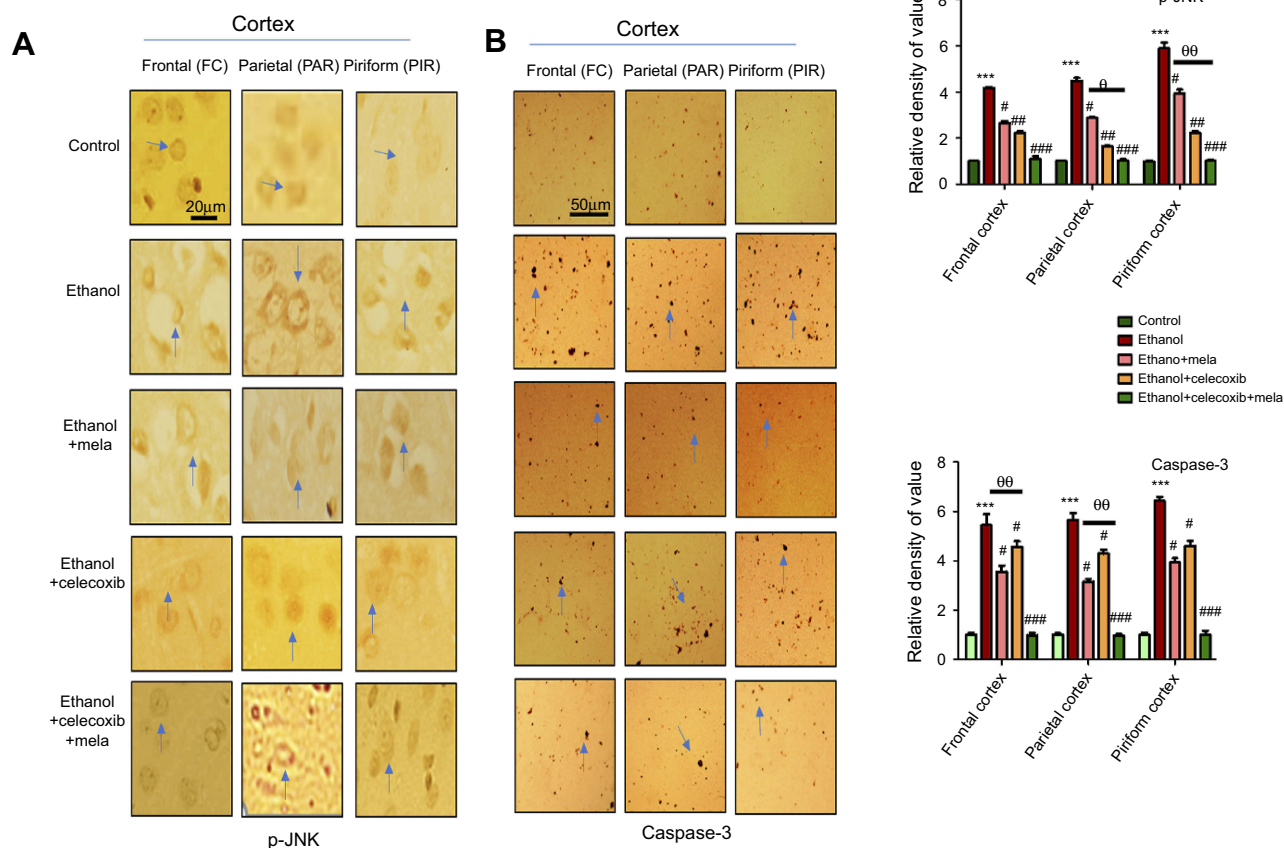 A
Cortex
Frontal (FC) Parietal (PAR) Piriform (PIR)
Control
20μm
Ethanol
Ethanol
+mela
Ethanol
+celecoxib
Ethanol
+celecoxib
+mela
p-JNK
B
Cortex
Frontal (FC) Parietal (PAR) Piriform (PIR)
50μm
Caspase-3
p-JNK
Relative density of value
8
6
4
2
0
*** # ## ###
*** θ # ## ###
*** θθ # ## ###
Frontal cortex
Parietal cortex
Piriform cortex
Control
Ethanol
Ethano+mela
Ethanol+celecoxib
Ethanol+celecoxib+mela
Caspase-3
Relative density of value
8
6
4
2
0
*** θθ # # ###
*** θθ # # ###
*** # # ###
Frontal cortex
Parietal cortex
Piriform cortex